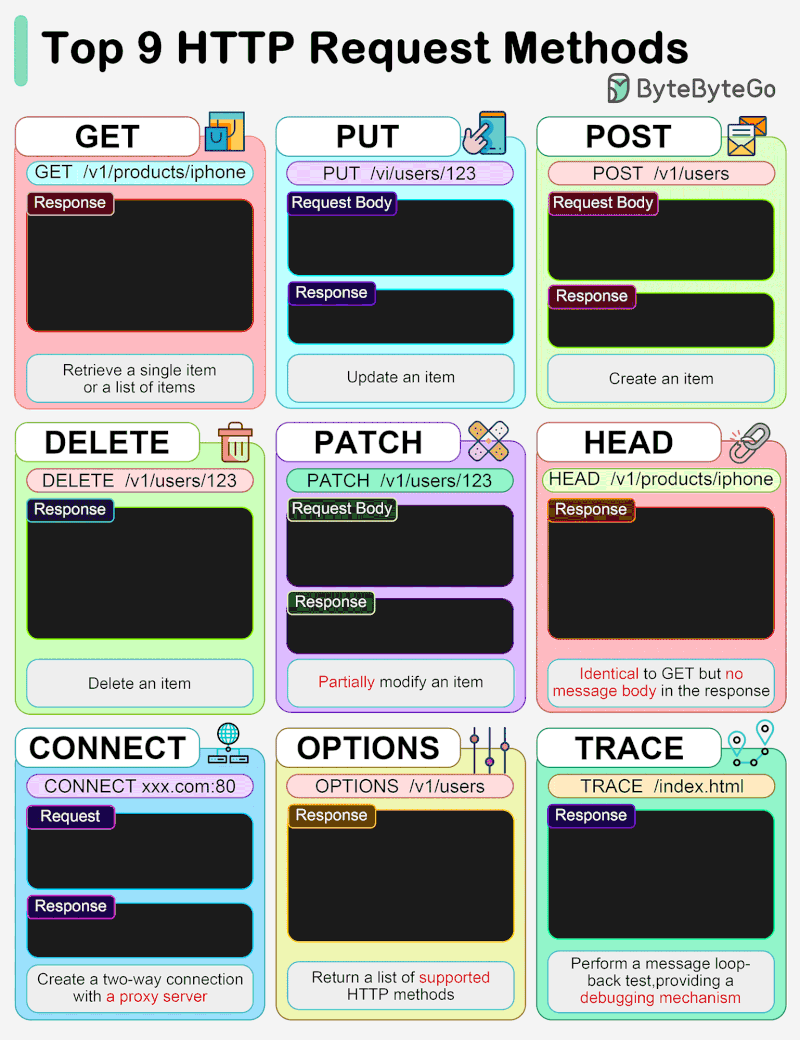 Top 9 HTTP Request Methods
ByteByteGo
GET
GET /v1/products/iphone
Response
Retrieve a single item
or a list of items
PUT
PUT /vi/users/123
Request Body
Response
Update an item
POST
POST /v1/users
Request Body
Response
Create an item
DELETE
DELETE /v1/users/123
Response
Delete an item
PATCH
PATCH /v1/users/123
Request Body
Response
Partially modify an item
HEAD
HEAD /v1/products/iphone
Response
Identical to GET but no
message body in the response
CONNECT
CONNECT xxx.com:80
Request
Response
Create a two-way connection
with a proxy server
OPTIONS
OPTIONS /v1/users
Response
Return a list of supported
HTTP methods
TRACE
TRACE /index.html
Response
Perform a message loop-
back test,providing a
debugging mechanism